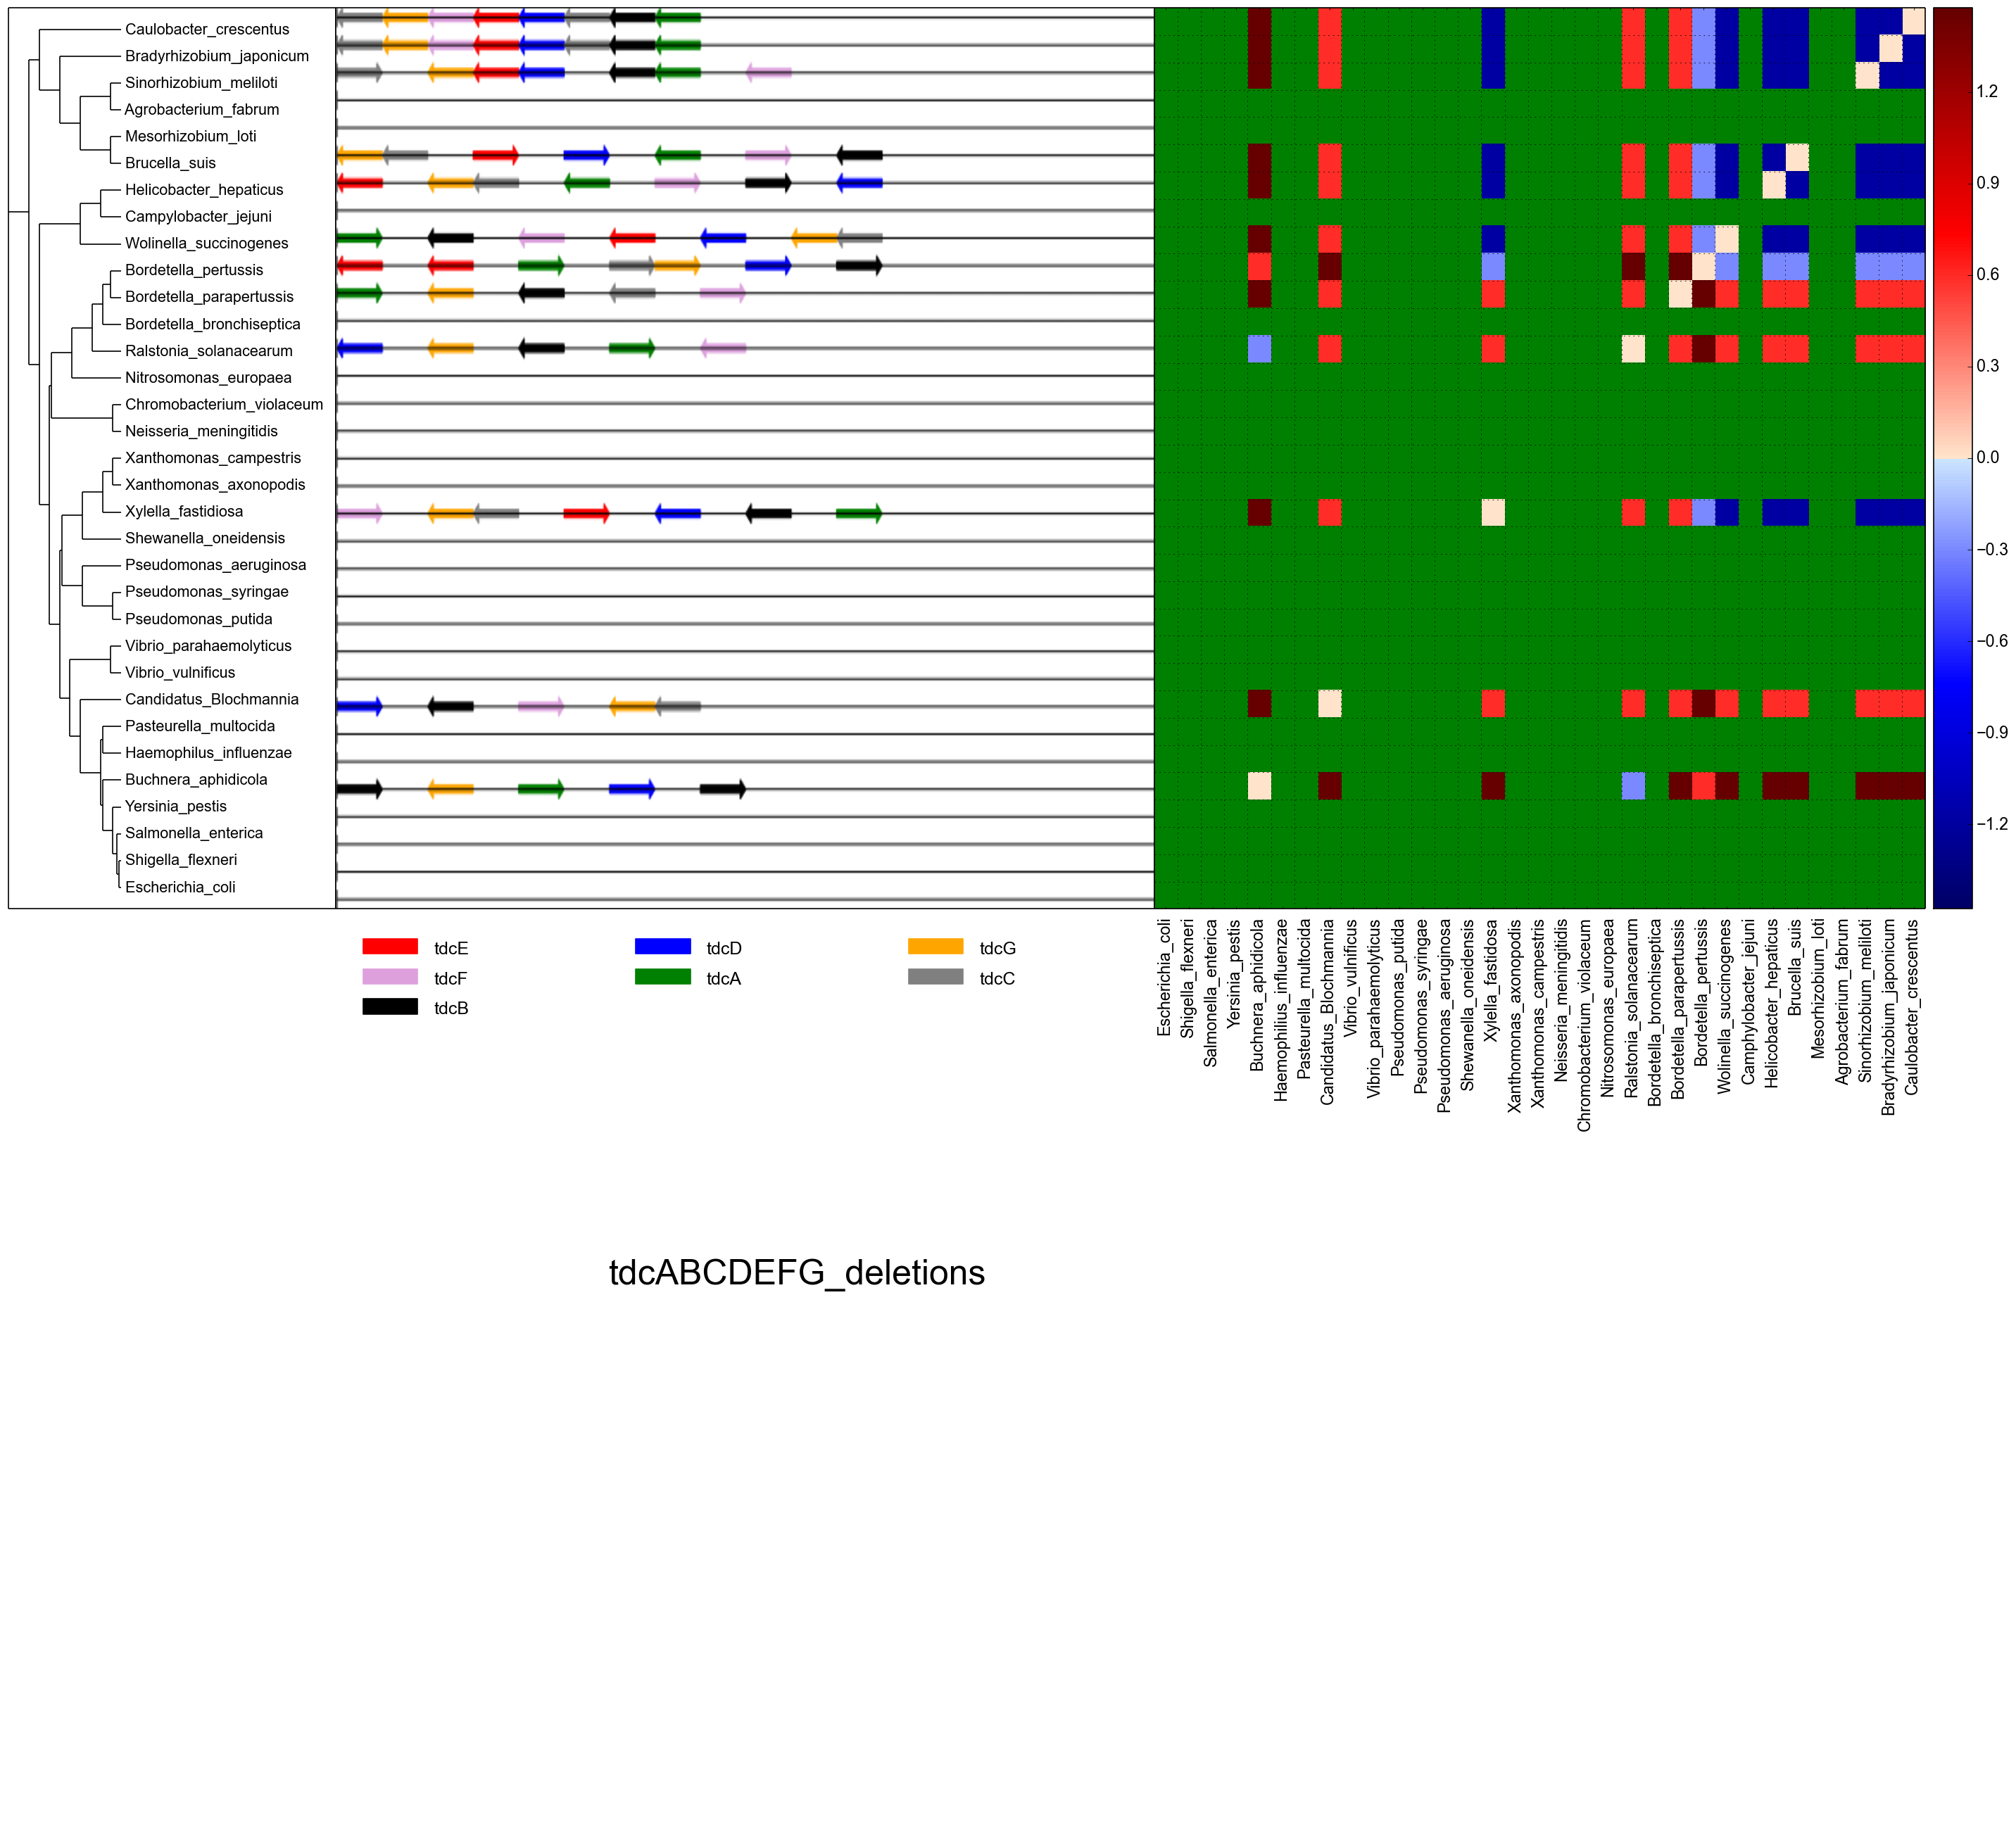 Caulobacter_crescentus
Bradyrhizobium_japonicum
Sinorhizobium_meliloti
Agrobacterium_fabrum
Mesorhizobium_loti
Brucella_suis
Helicobacter_hepaticus
Campylobacter_jejuni
Wolinella_succinogenes
Bordetella_pertussis
Bordetella_parapertussis
Bordetella_bronchiseptica
Ralstonia_solanacearum
Nitrosomonas_europaea
Chromobacterium_violaceum
Neisseria_meningitidis
Xanthomonas_campestris
Xanthomonas_axonopodis
Xylella_fastidiosa
Shewanella_oneidensis
Pseudomonas_aeruginosa
Pseudomonas_syringae
Pseudomonas_putida
Vibrio_parahaemolyticus
Vibrio_vulnificus
Candidatus_Blochmannia
Pasteurella_multocida
Haemophilus_influenzae
Buchnera_aphidicola
Yersinia_pestis
Salmonella_enterica
Shigella_flexneri
Escherichia_coli
1.2
0.9
0.6
0.3
0.0
−0.3
−0.6
−0.9
−1.2
tdcE
tdcD
tdcG
tdcF
tdcA
tdcC
tdcB
Escherichia_coli
Shigella_flexneri
Salmonella_enterica
Yersinia_pestis
Buchnera_aphidicola
Haemophilius_influenzae
Pasteurella_multocida
Candidatus_Blochmannia
Vibrio_vulnificus
Vibrio_parahaemolyticus
Pseudomonas_putida
Pseudomonas_syringae
Pseudomonas_aeruginosa
Shewanella_oneidensis
Xylella_fastidosa
Xanthomonas_axonopodis
Xanthomonas_campestris
Neisseria_meningitidis
Chromobacterium_violaceum
Nitrosomonas_europaea
Ralstonia_solanacearum
Bordetella_bronchiseptica
Bordetella_parapertussis
Bordetella_pertussis
Wolinella_succinogenes
Camphylobacter_jejuni
Helicobacter_hepaticus
Brucella_suis
Mesorhizobium_loti
Agrobacterium_fabrum
Sinorhizobium_meliloti
Bradyrhizobium_japonicum
Caulobacter_crescentus
tdcABCDEFG_deletions